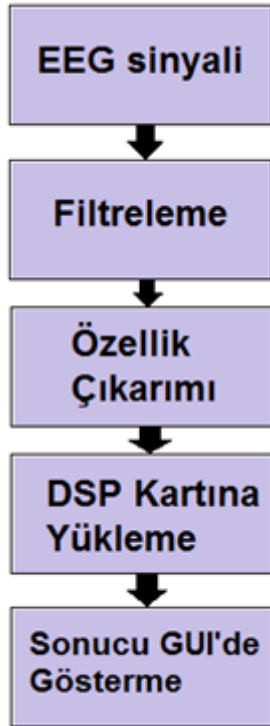 EEG sinyali
Filtreleme
Özellik
Çıkarımı
DSP Kartına
Yükleme
Sonucu GUI'de
Gösterme